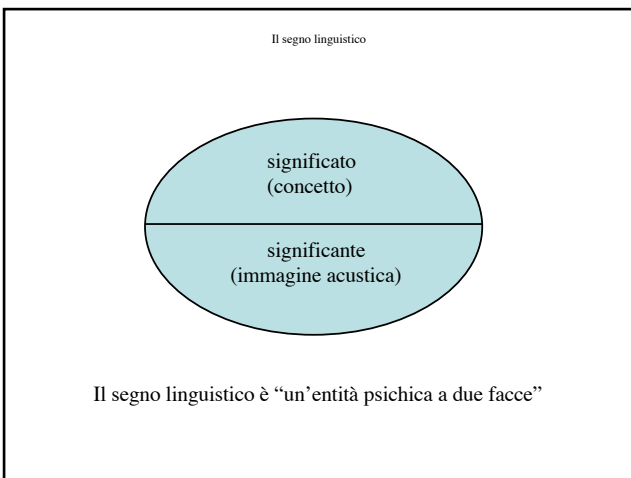 Il segno linguistico
significato
(concetto)
significante
(immagine acustica)
Il segno linguistico è “un’entità psichica a due facce”